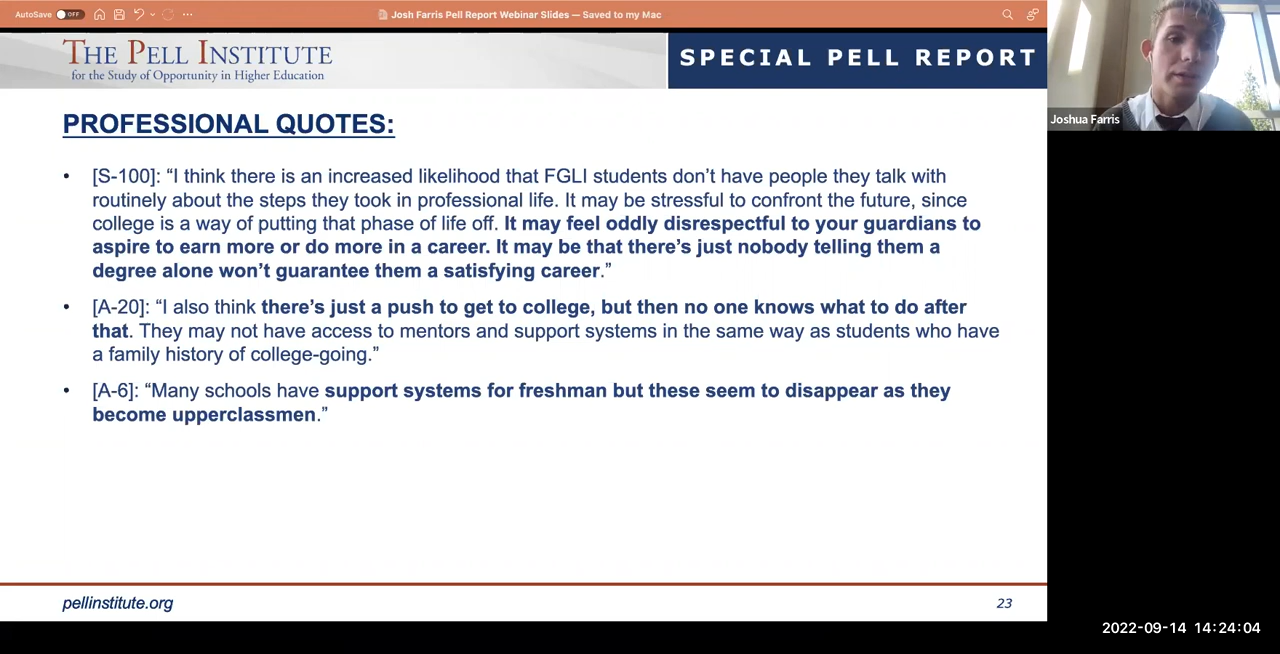 AutoSave OFF
Josh Farris Pell Report Webinar Slides — Saved to my Mac
THE PELL INSTITUTE
for the Study of Opportunity in Higher Education
SPECIAL PELL REPORT
Joshua Farris
PROFESSIONAL QUOTES:
• [S-100]: “I think there is an increased likelihood that FGLI students don’t have people they talk with
routinely about the steps they took in professional life. It may be stressful to confront the future, since
college is a way of putting that phase of life off. It may feel oddly disrespectful to your guardians to
aspire to earn more or do more in a career. It may be that there’s just nobody telling them a
degree alone won’t guarantee them a satisfying career.”
• [A-20]: “I also think there’s just a push to get to college, but then no one knows what to do after
that. They may not have access to mentors and support systems in the same way as students who have
a family history of college-going.”
• [A-6]: “Many schools have support systems for freshman but these seem to disappear as they
become upperclassmen.”
pellinstitute.org
23
2022-09-14 14:24:04